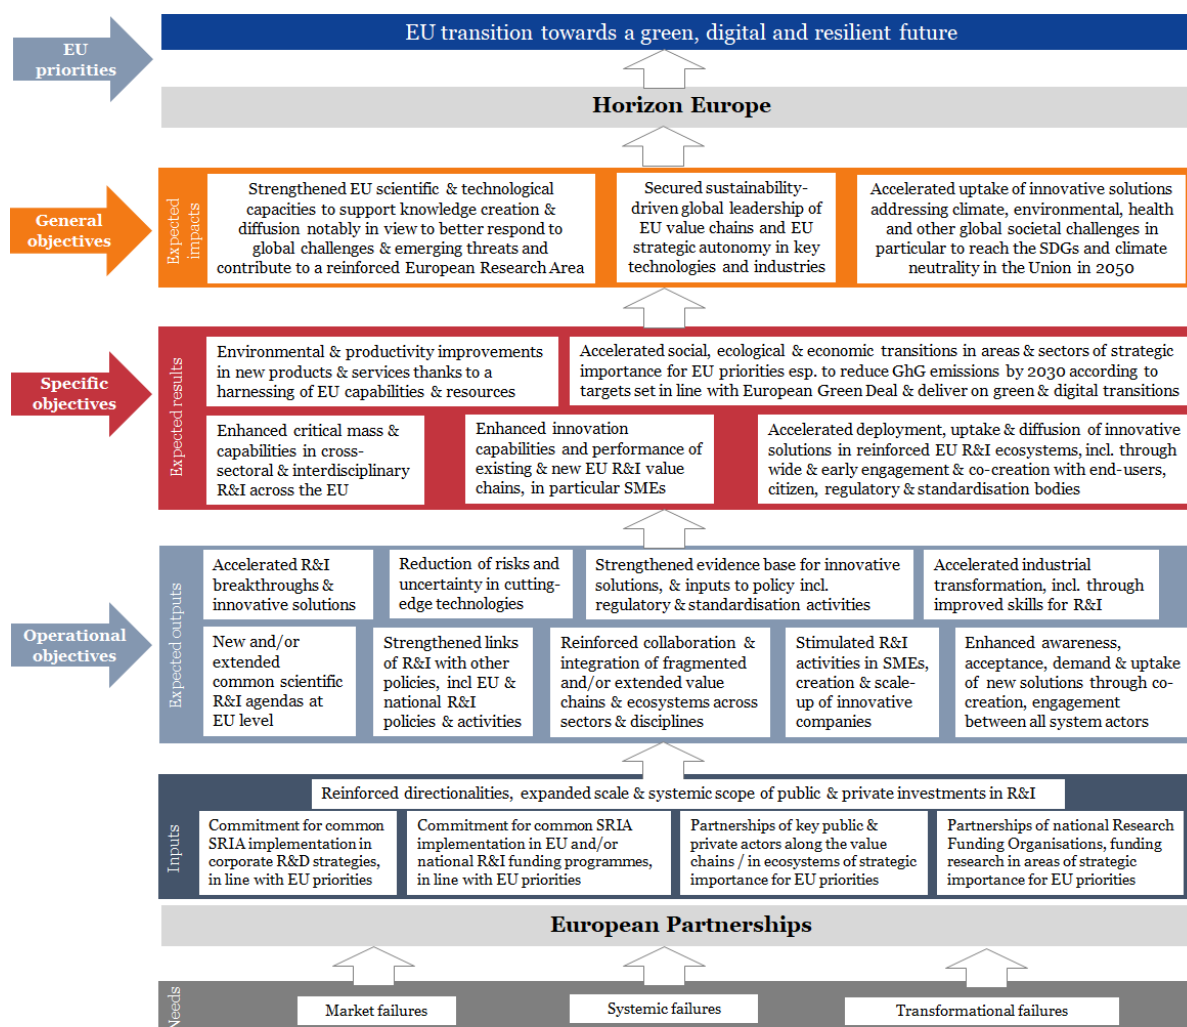 EU
priorities
EU transition towards a green, digital and resilient future
Horizon Europe
General
objectives
Expected
impacts
Strengthened EU scientific & technological
capacities to support knowledge creation &
diffusion notably in view to better respond to
global challenges & emerging threats and
contribute to a reinforced European Research Area
Secured sustainability-
driven global leadership of
EU value chains and EU
strategic autonomy in key
technologies and industries
Accelerated uptake of innovative solutions
addressing climate, environmental, health
and other global societal challenges in
particular to reach the SDGs and climate
neutrality in the Union in 2050
Specific
objectives
Expected results
Environmental & productivity improvements
in new products & services thanks to a
harnessing of EU capabilities & resources
Accelerated social, ecological & economic transitions in areas & sectors of strategic
importance for EU priorities esp. to reduce GhG emissions by 2030 according to
targets set in line with European Green Deal & deliver on green & digital transitions
Enhanced critical mass &
capabilities in cross-
sectoral & interdisciplinary
R&I across the EU
Enhanced innovation
capabilities and performance of
existing & new EU R&I value
chains, in particular SMEs
Accelerated deployment, uptake & diffusion of innovative
solutions in reinforced EU R&I ecosystems, incl. through
wide & early engagement & co-creation with end-users,
citizen, regulatory & standardisation bodies
Operational
objectives
Expected outputs
Accelerated R&I
breakthroughs &
innovative solutions
Reduction of risks and
uncertainty in cutting-
edge technologies
Strengthened evidence base for innovative
solutions, & inputs to policy incl.
regulatory & standardisation activities
Accelerated industrial
transformation, incl. through
improved skills for R&I
New and/or
extended
common scientific
R&I agendas at
EU level
Strengthened links
of R&I with other
policies, incl EU &
national R&I
policies & activities
Reinforced collaboration &
integration of fragmented
and/or extended value
chains & ecosystems across
sectors & disciplines
Stimulated R&I
activities in SMEs,
creation & scale-
up of innovative
companies
Enhanced awareness,
acceptance, demand & uptake
of new solutions through co-
creation, engagement
between all system actors
Inputs
Reinforced directionalities, expanded scale & systemic scope of public & private investments in R&I
Commitment for common
SRIA implementation in
corporate R&D strategies,
in line with EU priorities
Commitment for common SRIA
implementation in EU and/or
national R&I funding programmes,
in line with EU priorities
Partnerships of key public &
private actors along the value
chains / in ecosystems of strategic
importance for EU priorities
Partnerships of national Research
Funding Organisations, funding
research in areas of strategic
importance for EU priorities
European Partnerships
Needs
Market failures
Systemic failures
Transformational failures